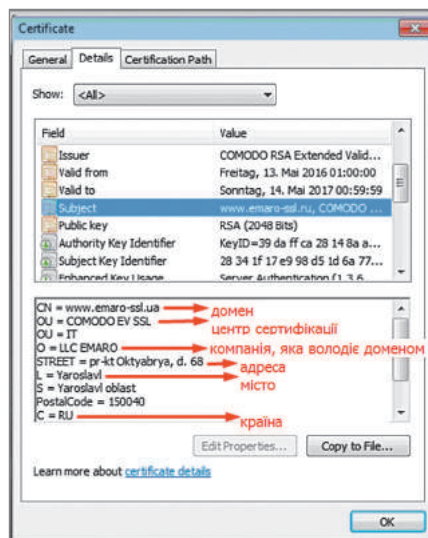 Certificate
General Details Certification Path
Show: <All>
Field Value
Issuer COMODO RSA Extended Valid...
Valid from Freitag, 13. Mai 2016 01:00:00
Valid to Sonntag, 14. Mai 2017 00:59:59
Subject www.emaro-ssl.ru, COMODO ...
Public key RSA (2048 Bits)
Authority Key Identifier KeyID=39 da ff ca 28 14 8a a...
Subject Key Identifier 28 34 1f 17 e9 98 d5 1d 6a 77...
Enhanced Key Usage Server Authentication (1.3.6
CN = www.emaro-ssl.ua домен
OU = COMODO EV SSL центр сертифікації
OU = IT
O = LLC EMARO компанія, яка володіє доменом
STREET = pr-kt Oktyabrya, d. 68 адреса
L = Yaroslavl місто
S = Yaroslavl oblast
PostalCode = 150040
C = RU країна
Edit Properties... Copy to File...
Learn more about certificate details
OK